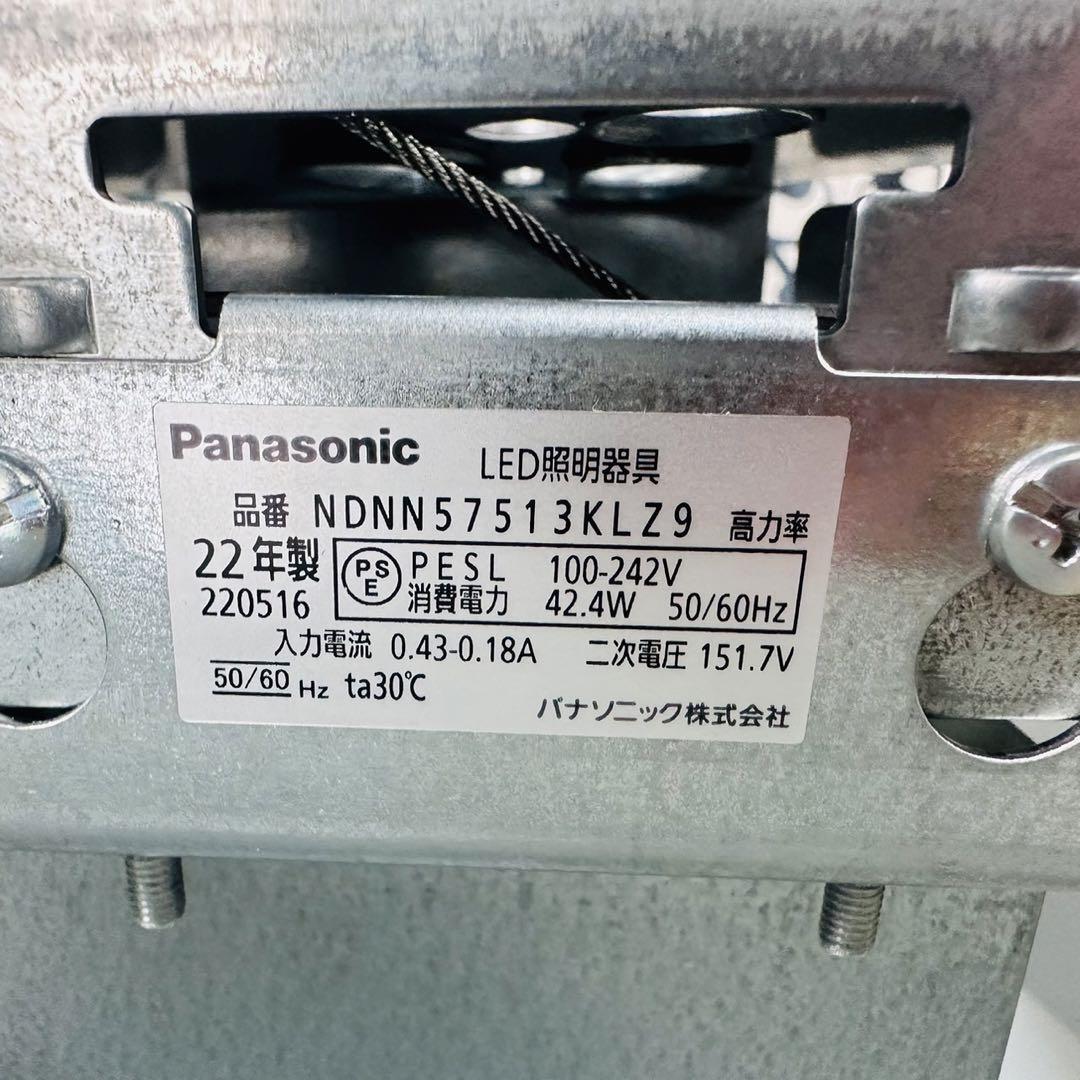 Panasonic LED照明器具
品番 NDNN57513KLZ9 高力率
22年製 PSE PESL 100-242V
220516 消費電力 42.4W 50/60Hz
入力電流 0.43-0.18A 二次電圧 151.7V
50/60 Hz ta30℃
パナソニック株式会社